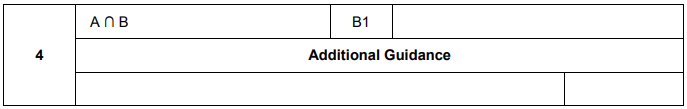 A ∩ B B1
4 Additional Guidance